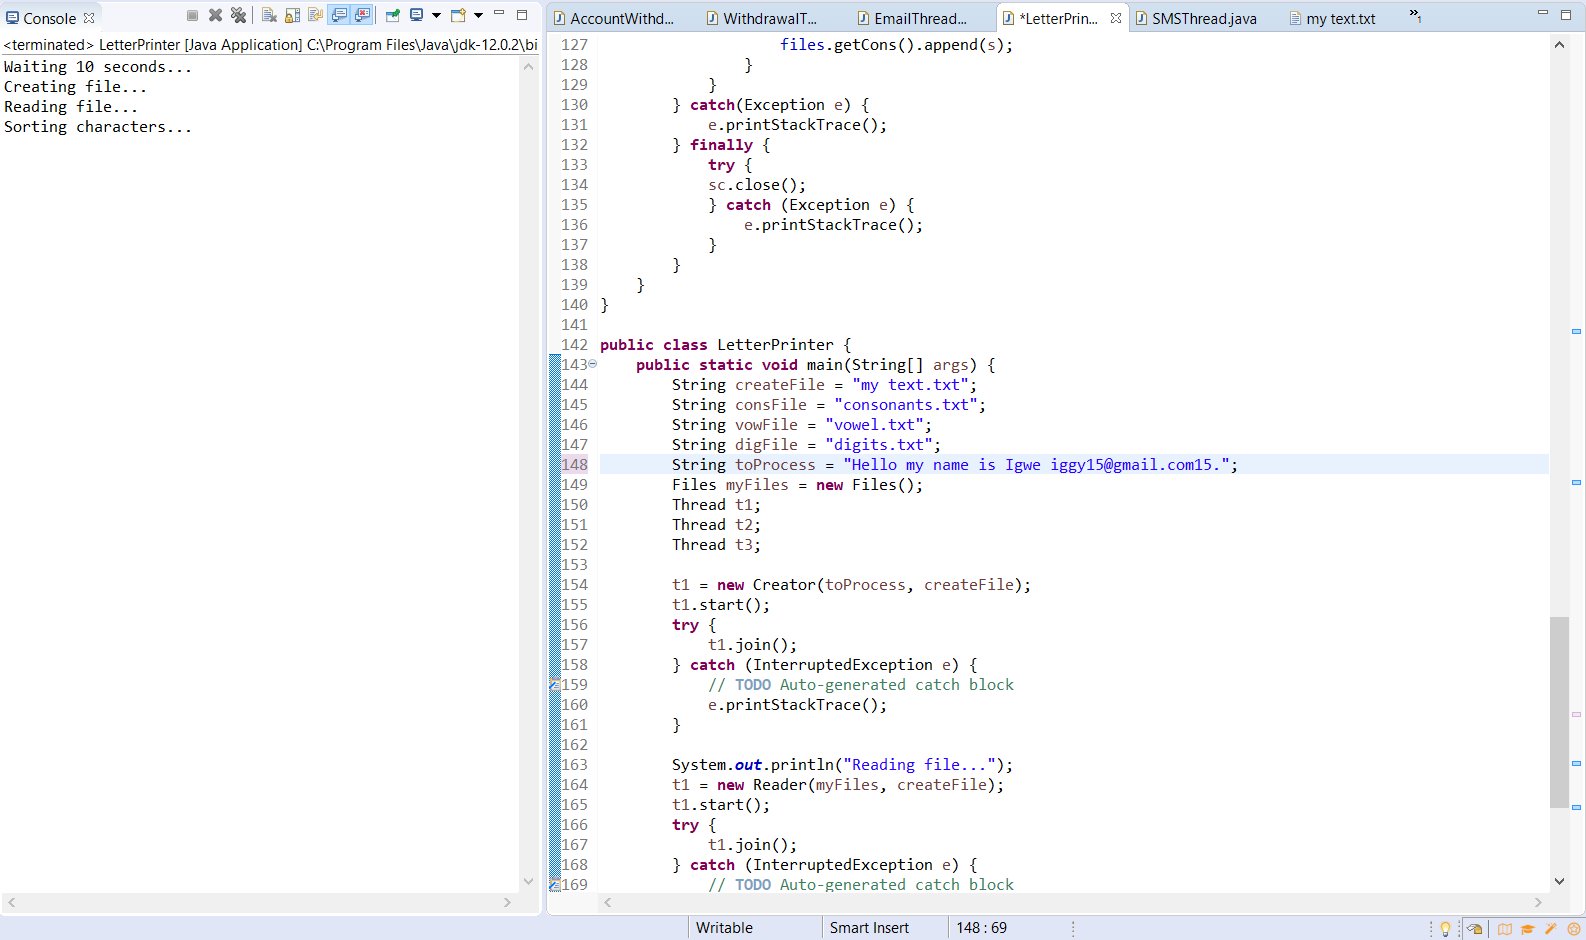 Console
<terminated> LetterPrinter [Java Application] C:\Program Files\Java\jdk-12.0.2\bi
Waiting 10 seconds...
Creating file...
Reading file...
Sorting characters...
AccountWithd... WithdrawalT... EmailThread... *LetterPrin... SMSThread.java my text.txt »1
127 files.getCons().append(s);
128 }
129 }
130 } catch(Exception e) {
131 e.printStackTrace();
132 } finally {
133 try {
134 sc.close();
135 } catch (Exception e) {
136 e.printStackTrace();
137 }
138 }
139 }
140 }
141
142 public class LetterPrinter {
143 public static void main(String[] args) {
144 String createFile = "my text.txt";
145 String consFile = "consonants.txt";
146 String vowFile = "vowel.txt";
147 String digFile = "digits.txt";
148 String toProcess = "Hello my name is Igwe iggy15@gmail.com15.";
149 Files myFiles = new Files();
150 Thread t1;
151 Thread t2;
152 Thread t3;
153
154 t1 = new Creator(toProcess, createFile);
155 t1.start();
156 try {
157 t1.join();
158 } catch (InterruptedException e) {
159 // TODO Auto-generated catch block
160 e.printStackTrace();
161 }
162
163 System.out.println("Reading file...");
164 t1 = new Reader(myFiles, createFile);
165 t1.start();
166 try {
167 t1.join();
168 } catch (InterruptedException e) {
169 // TODO Auto-generated catch block
Writable Smart Insert 148 : 69